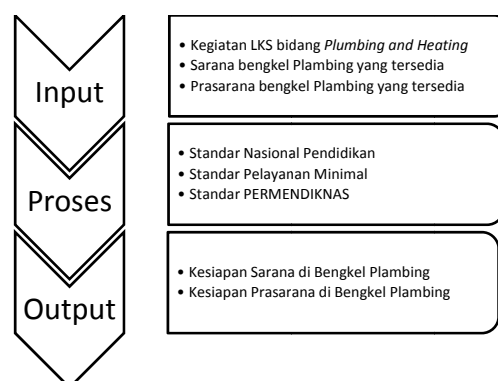 Input
• Kegiatan LKS bidang Plumbing and Heating
• Sarana bengkel Plambing yang tersedia
• Prasarana bengkel Plambing yang tersedia
Proses
• Standar Nasional Pendidikan
• Standar Pelayanan Minimal
• Standar PERMENDIKNAS
Output
• Kesiapan Sarana di Bengkel Plambing
• Kesiapan Prasarana di Bengkel Plambing